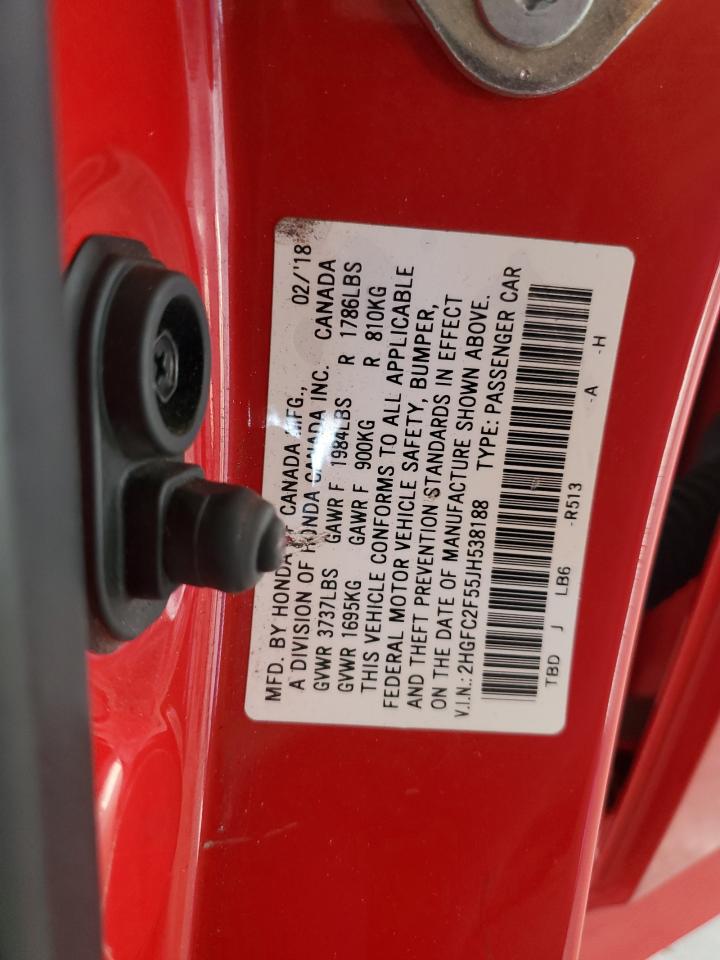 MFD. BY HONDA OF CANADA MFG., 02/'18
A DIVISION OF HONDA CANADA INC. CANADA
GVWR 3737LBS GAWR F 1984LBS R 1786LBS
GVWR 1695KG GAWR F 900KG R 810KG
THIS VEHICLE CONFORMS TO ALL APPLICABLE
FEDERAL MOTOR VEHICLE SAFETY, BUMPER,
AND THEFT PREVENTION STANDARDS IN EFFECT
ON THE DATE OF MANUFACTURE SHOWN ABOVE.
V.I.N.: 2HGFC2F55JH538188 TYPE: PASSENGER CAR
TBD J LB6 -R513 -A -H